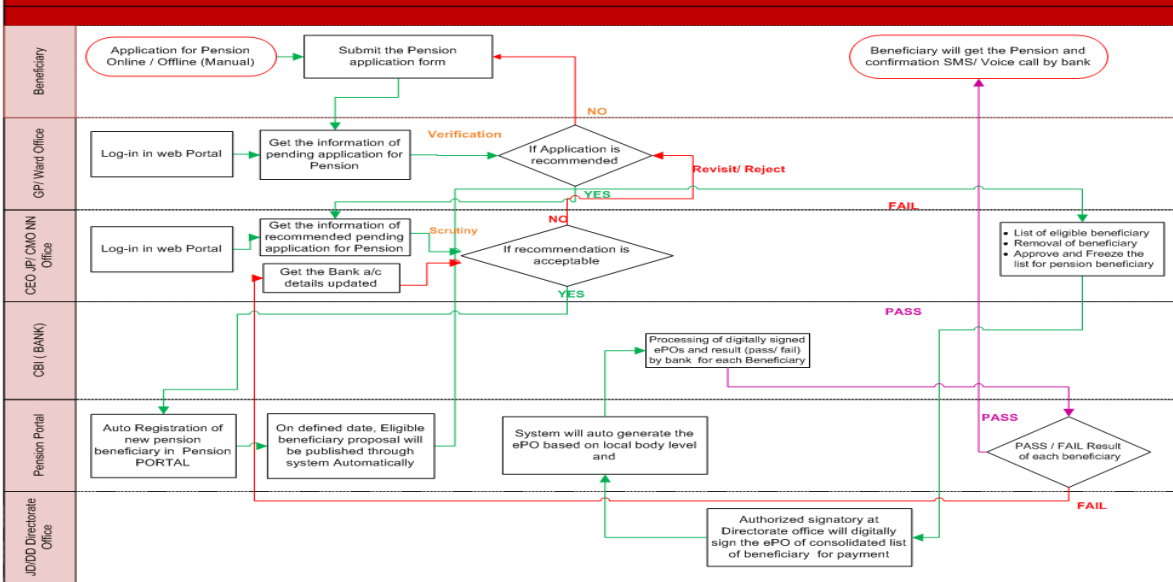 Beneficiary
Application for Pension
Online / Offline (Manual)
Submit the Pension
application form
Beneficiary will get the Pension and
confirmation SMS/ Voice call by bank
NO
GP/ Ward Office
Log-in in web Portal
Get the information of
pending application for
Pension
Verification
If Application is
recommended
Revisit/ Reject
YES
FAIL
CEO JP/ CMO NN
Office
Log-in in web Portal
Get the information of
recommended pending
application for Pension
Scrutiny
NO
If recommendation is
acceptable
Get the Bank a/c
details updated
YES
• List of eligible beneficiary
• Removal of beneficiary
• Approve and Freeze the
list for pension beneficiary
CBI ( BANK)
PASS
Processing of digitally signed
ePOs and result (pass/ fail)
by bank for each Beneficiary
Pension Portal
Auto Registration of
new pension
beneficiary in Pension
PORTAL
On defined date, Eligible
beneficiary proposal will
be published through
system Automatically
System will auto generate the
ePO based on local body level
and
PASS
PASS / FAIL Result
of each beneficiary
FAIL
JD/DD Directorate
Office
Authorized signatory at
Directorate office will digitally
sign the ePO of consolidated list
of beneficiary for payment